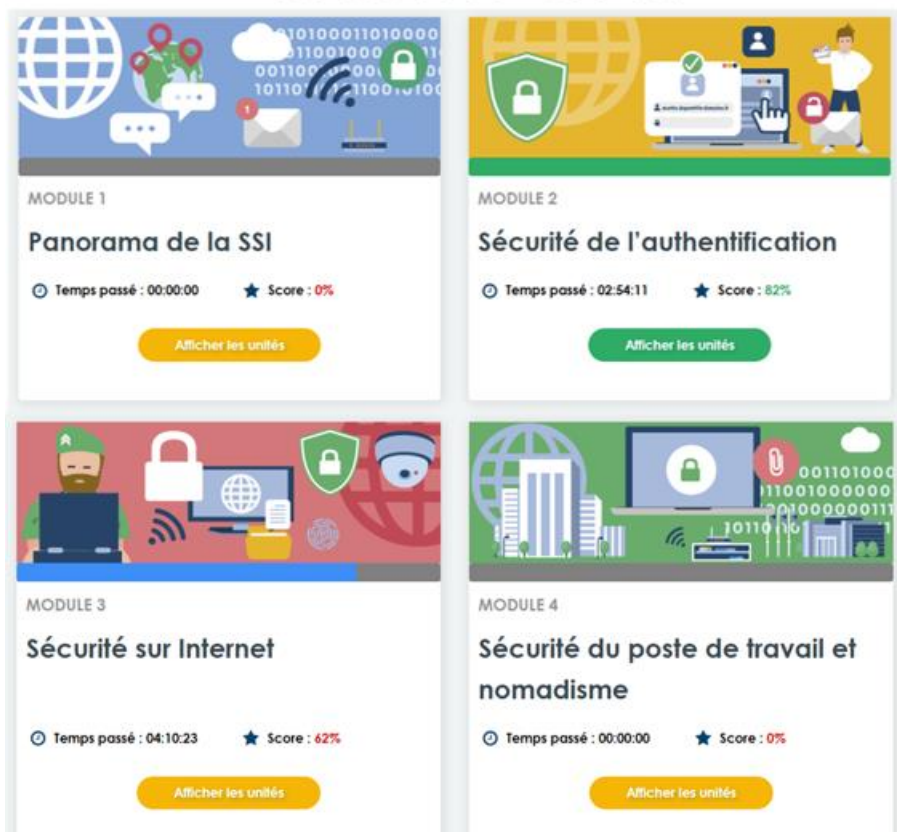 MODULE 1
Panorama de la SSI
Temps passé : 00:00:00 Score : 0%
Afficher les unités
MODULE 2
Sécurité de l'authentification
Temps passé : 02:54:11 Score : 82%
Afficher les unités
MODULE 3
Sécurité sur Internet
Temps passé : 04:10:23 Score : 62%
Afficher les unités
MODULE 4
Sécurité du poste de travail et
nomadisme
Temps passé : 00:00:00 Score : 0%
Afficher les unités